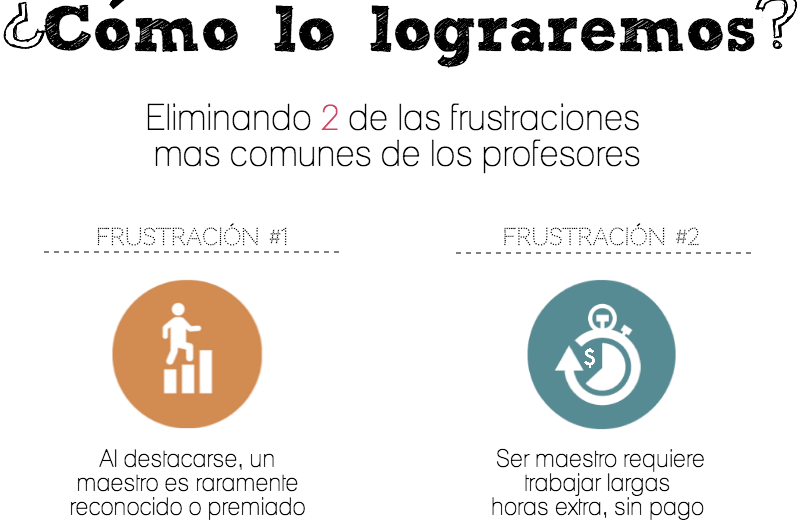 ¿Cómo lo lograremos?
Eliminando 2 de las frustraciones
mas comunes de los profesores
FRUSTRACIÓN #1
FRUSTRACIÓN #2
$
Al destacarse, un
maestro es raramente
reconocido o premiado
Ser maestro requiere
trabajar largas
horas extra, sin pago